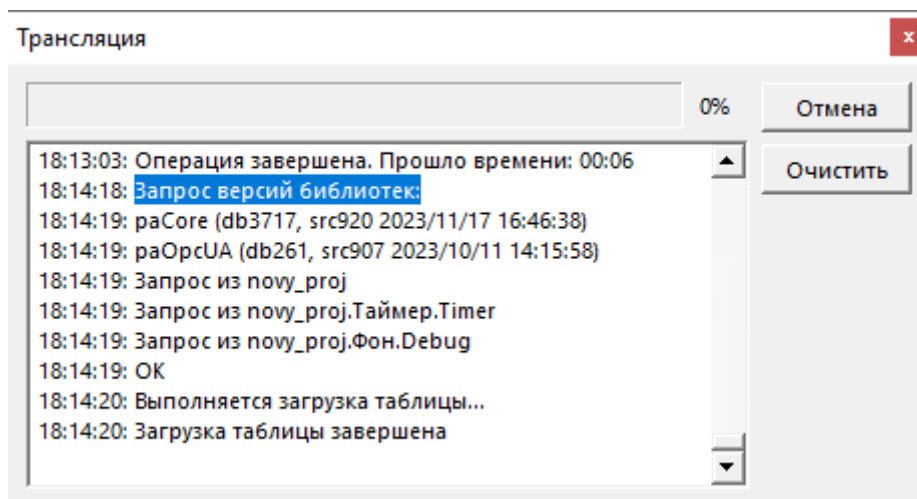 Трансляция
x
0%
Отмена
Очистить
18:13:03: Операция завершена. Прошло времени: 00:06
18:14:18: Запрос версий библиотек:
18:14:19: paCore (db3717, src920 2023/11/17 16:46:38)
18:14:19: paOpcUA (db261, src907 2023/10/11 14:15:58)
18:14:19: Запрос из novy_proj
18:14:19: Запрос из novy_proj.Таймер.Timer
18:14:19: Запрос из novy_proj.Фон.Debug
18:14:19: OK
18:14:20: Выполняется загрузка таблицы...
18:14:20: Загрузка таблицы завершена